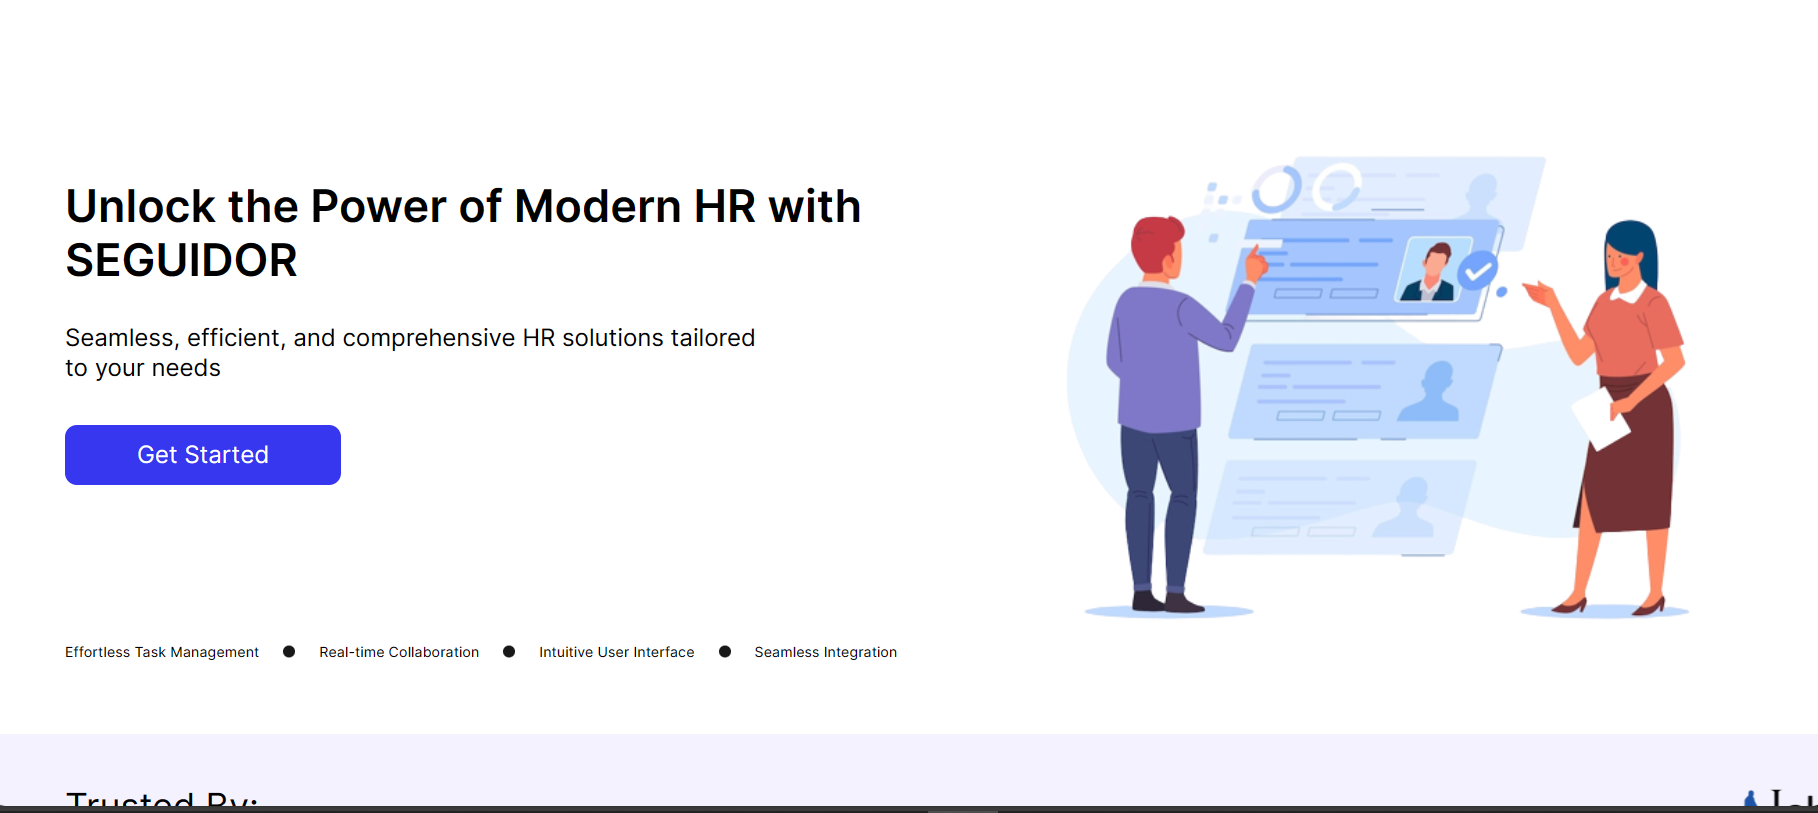 Unlock the Power of Modern HR with
SEGUIDOR
Seamless, efficient, and comprehensive HR solutions tailored
to your needs
Get Started
Effortless Task Management ● Real-time Collaboration ● Intuitive User Interface ● Seamless Integration
Trusted By: